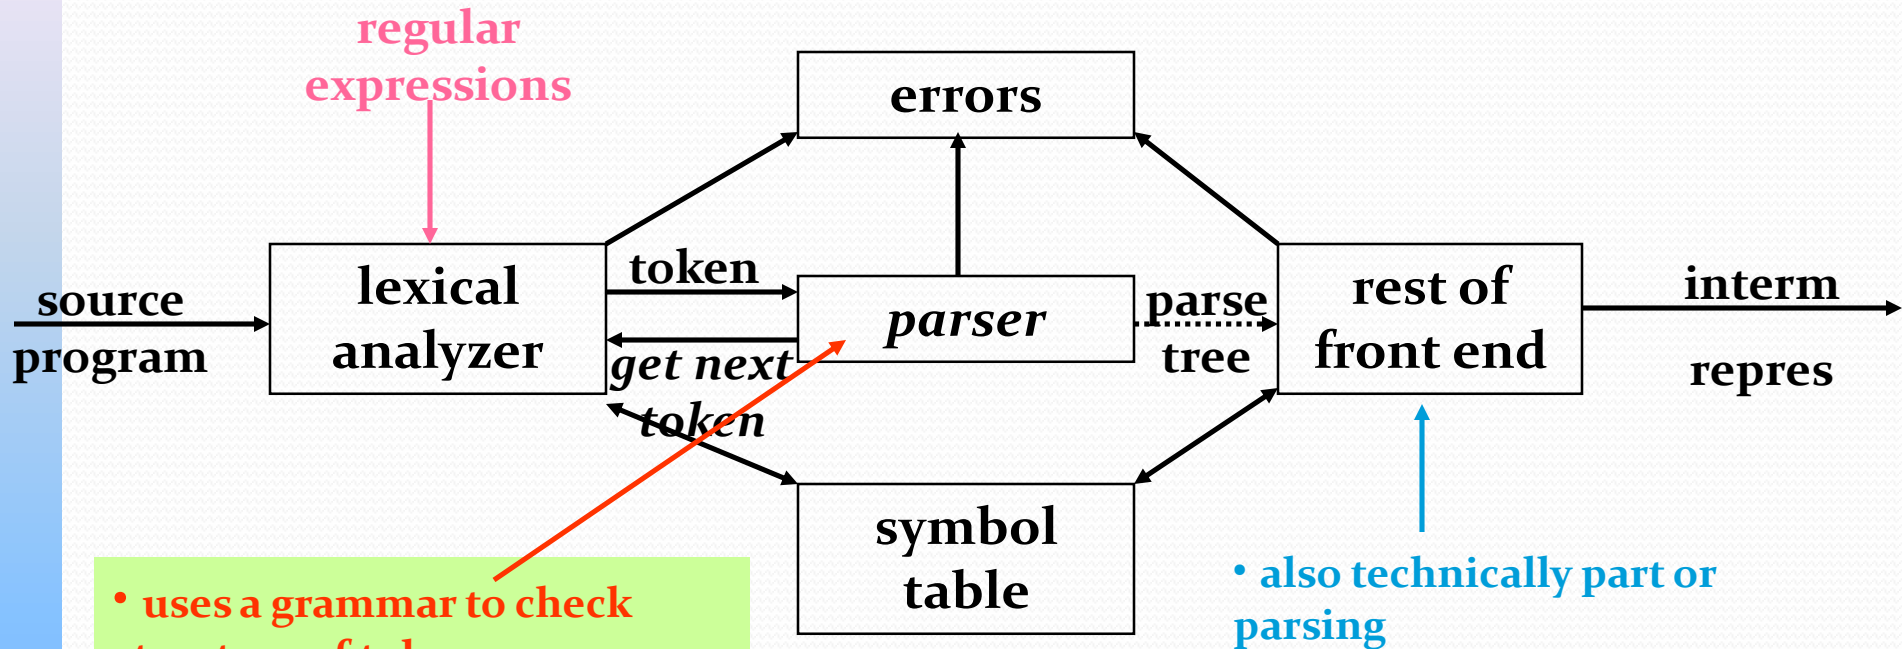 regular
expressions
errors
source
program
lexical
analyzer
token
get next
token
parser
parse
tree
rest of
front end
interm
repres
symbol
table
• uses a grammar to check
• also technically part or
parsing